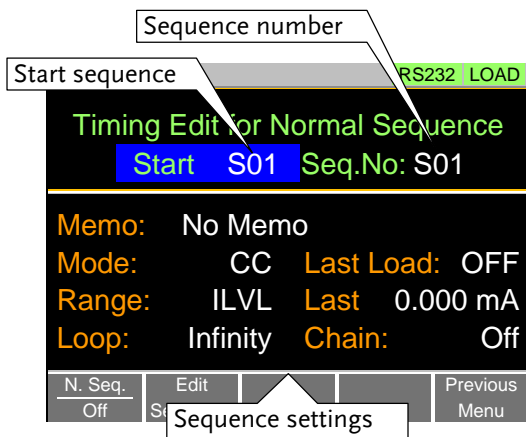 Sequence number
Start sequence
RS232 LOAD
Timing Edit for Normal Sequence
Start S01 Seq.No: S01
Memo: No Memo
Mode: CC Last Load: OFF
Range: ILVL Last 0.000 mA
Loop: Infinity Chain: Off
N. Seq. Edit Previous
Off Menu
Sequence settings